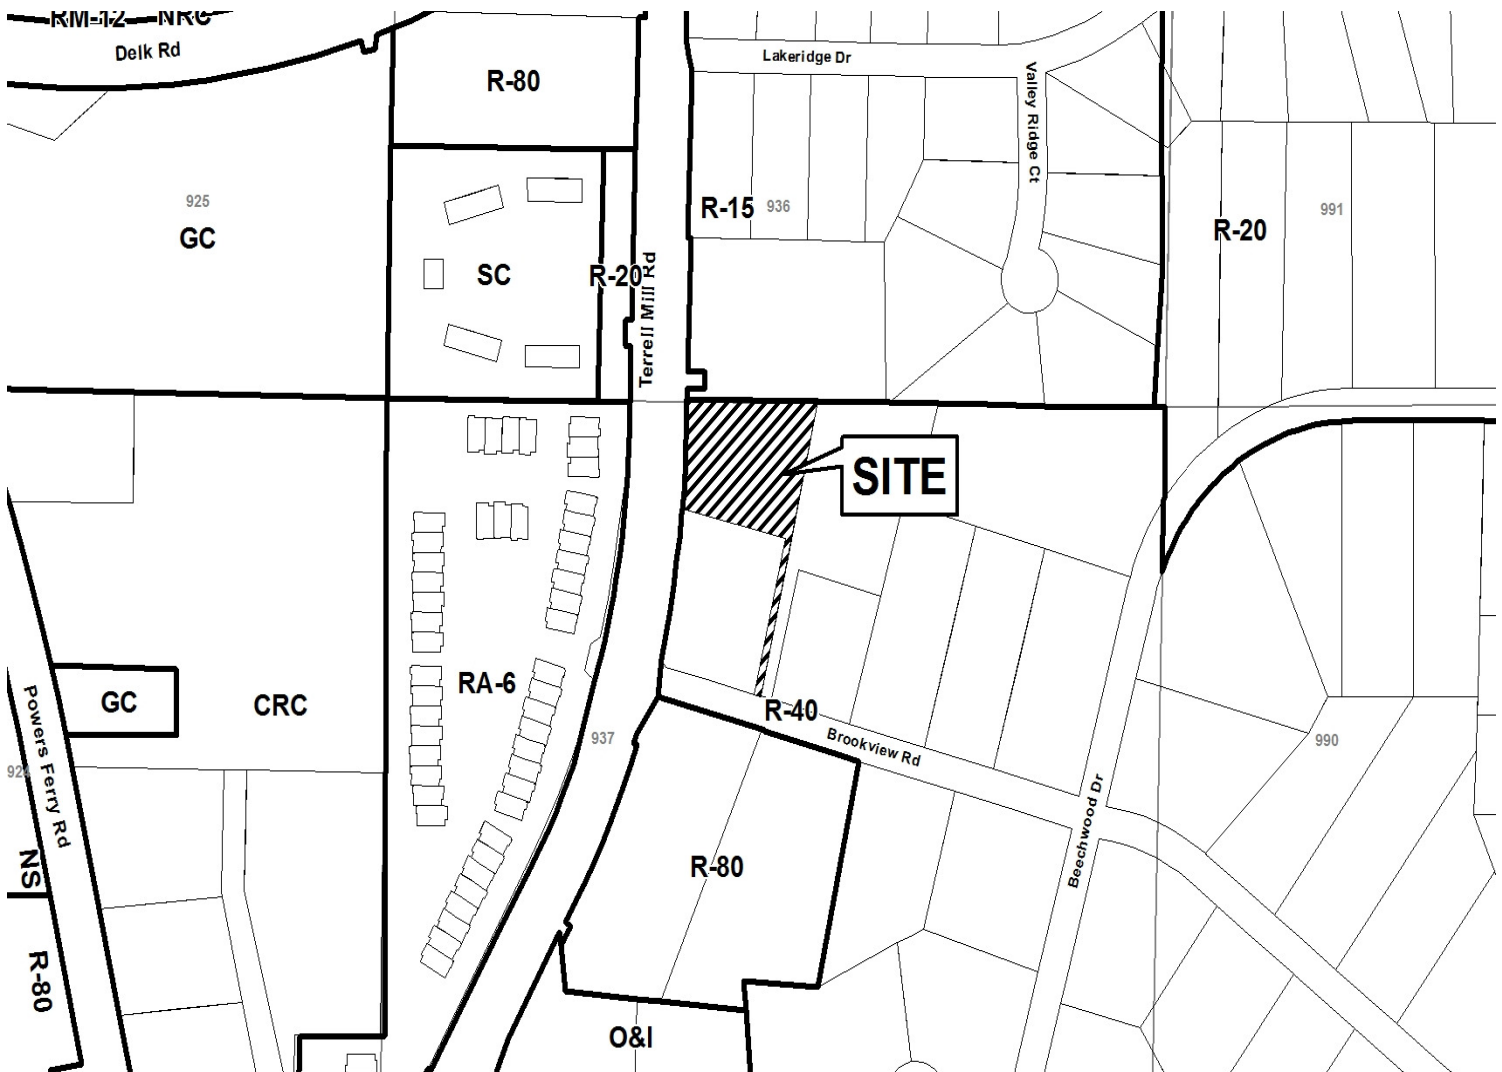 RM-12 NRC
Delk Rd
R-80
Lakeridge Dr
Valley Ridge Ct
925
GC
SC
R-20
Terrell Mill Rd
R-15
936
R-20
991
SITE
GC
CRC
RA-6
937
R-40
Brookview Rd
990
Powers Ferry Rd
NS
R-80
R-80
Beechwood Dr
O&I